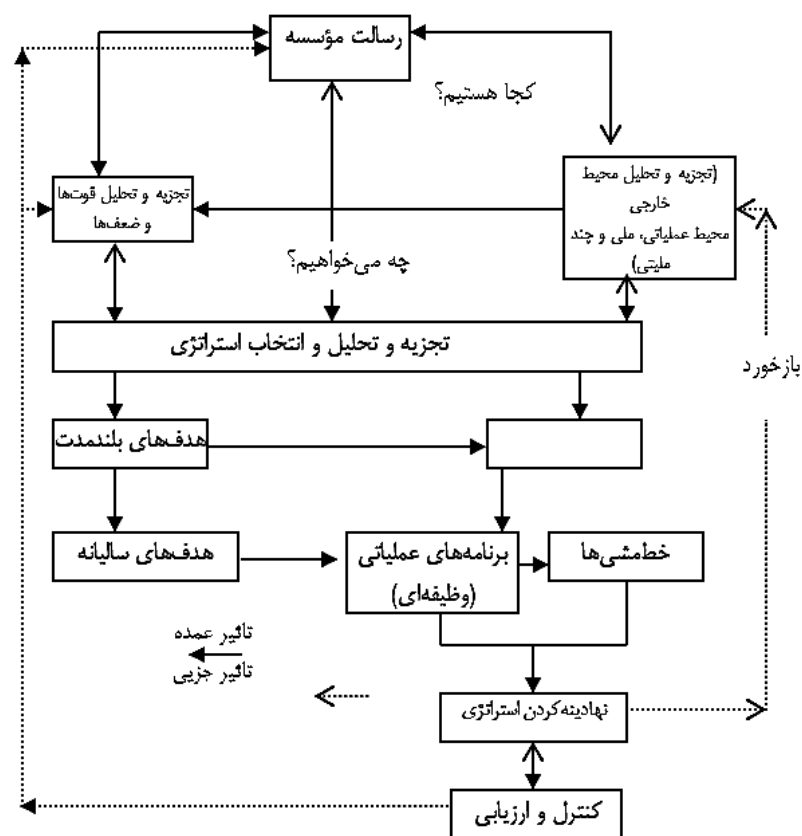 رسالت مؤسسه
کجا هستیم؟
(تجزیه و تحلیل محیط
خارجی
محیط عملیاتی، ملی و چند
ملیتی)
تجزیه و تحلیل قوت‌ها
و ضعف‌ها
چه می‌خواهیم؟
تجزیه و تحلیل و انتخاب استراتژی
بازخورد
هدف‌های بلندمدت
هدف‌های سالیانه
برنامه‌های عملیاتی
(وظیفه‌ای)
خط‌مشی‌ها
تاثیر عمده
تاثیر جزیی
نهادینه‌کردن استراتژی
کنترل و ارزیابی